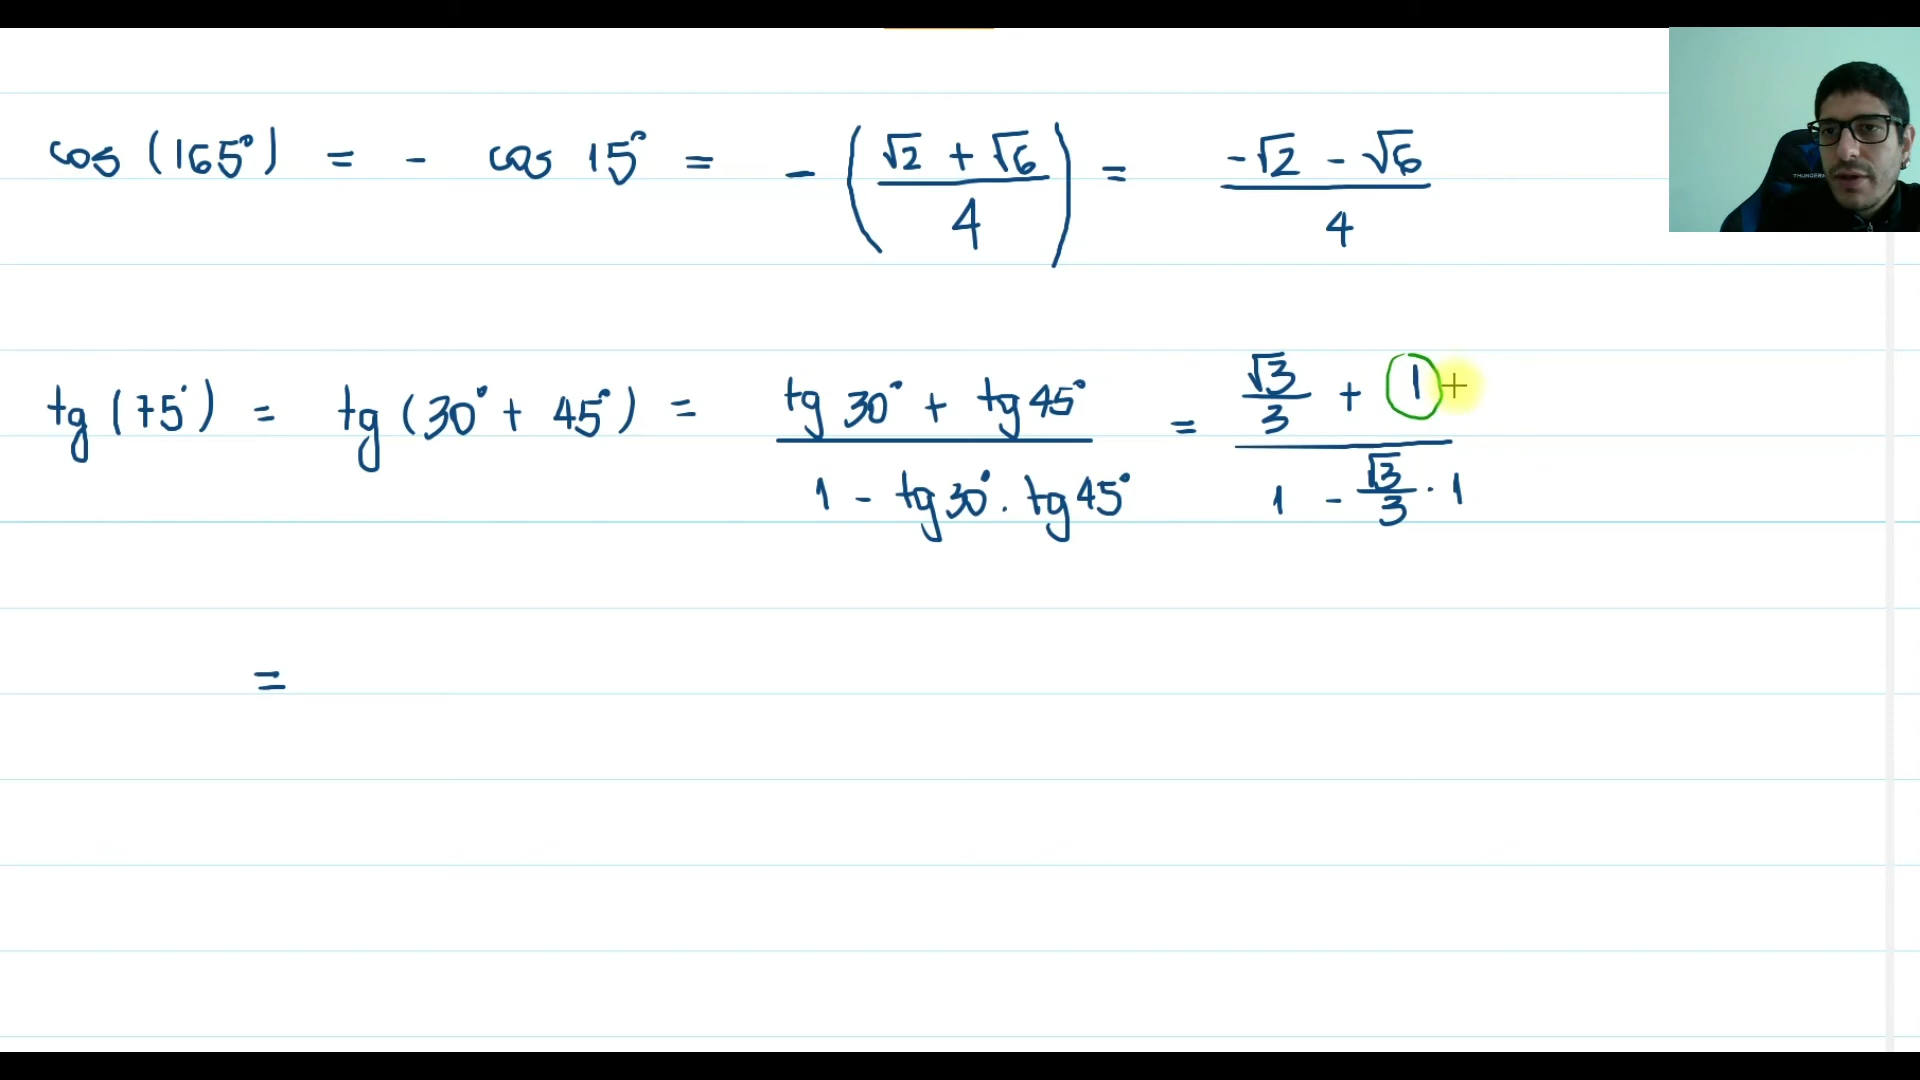 cos (165°) = - cos 15° = - ( (√2 + √6) / 4 ) = (-√2 - √6) / 4
tg (75°) = tg (30° + 45°) = (tg 30° + tg 45°) / (1 - tg 30° . tg 45°) = (√3/3 + 1) / (1 - √3/3 · 1)
=